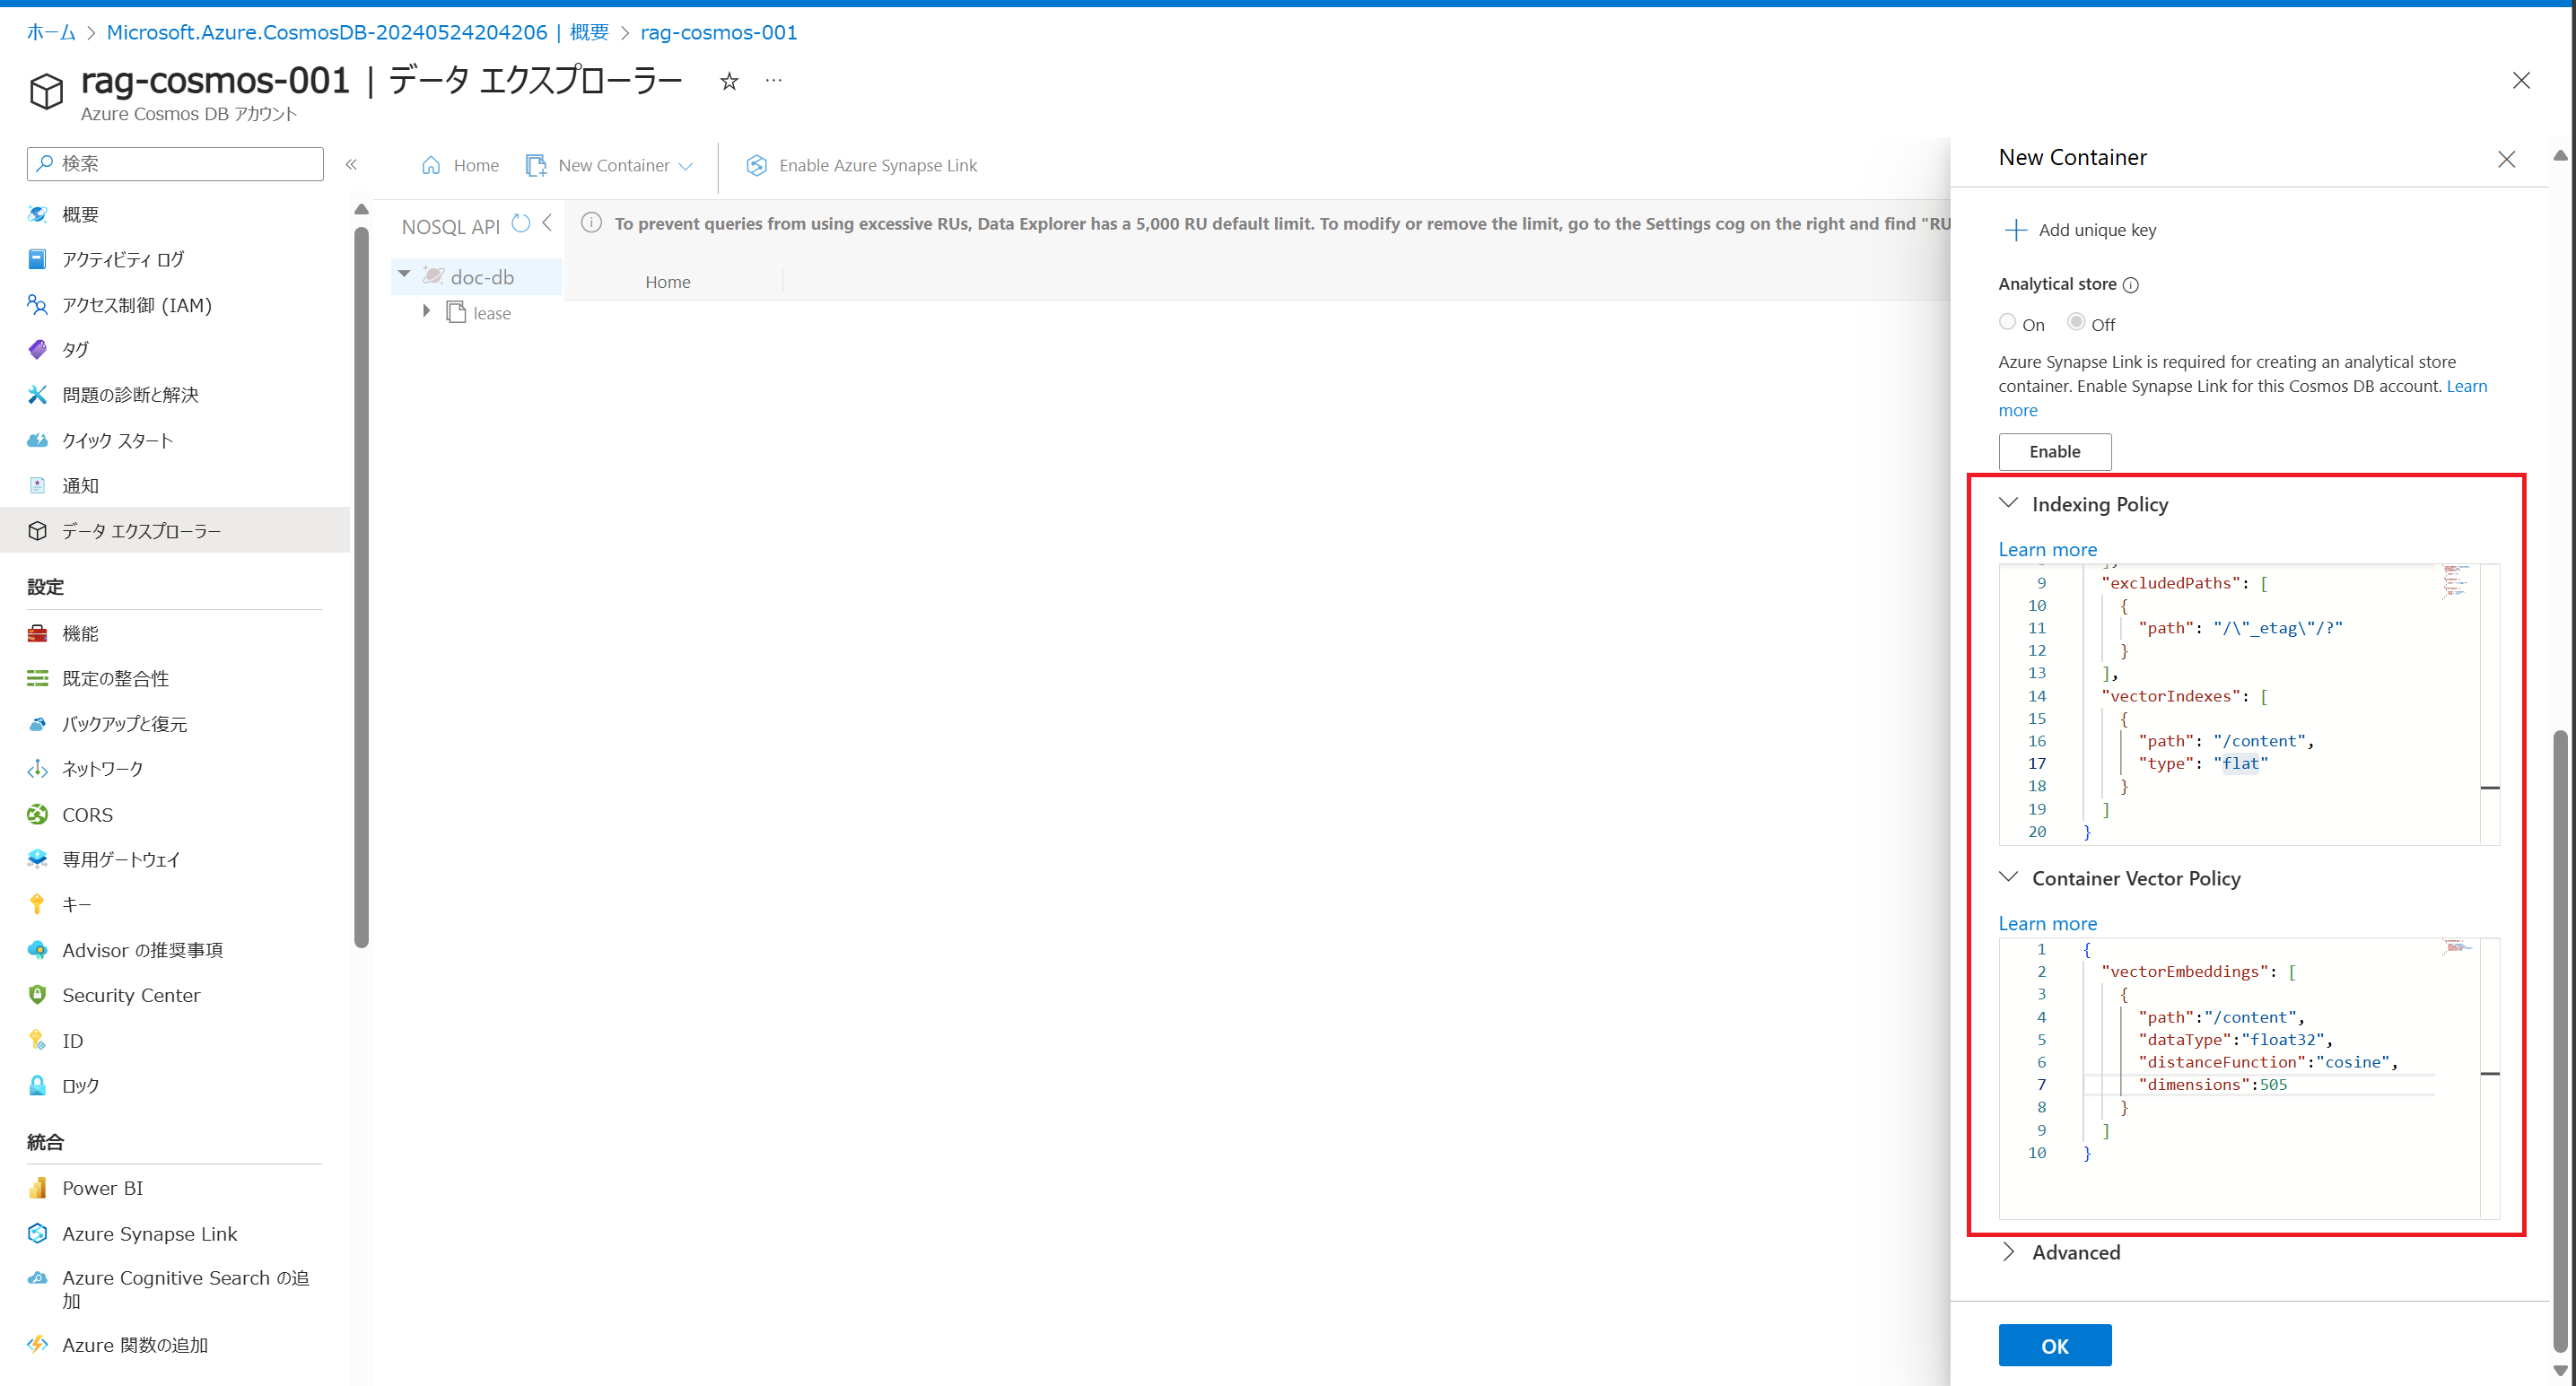 ホーム > Microsoft.Azure.CosmosDB-20240524204206 | 概要 > rag-cosmos-001
rag-cosmos-001 | データ エクスプローラー ☆ …
Azure Cosmos DB アカウント
検索
概要
アクティビティ ログ
アクセス制御 (IAM)
タグ
問題の診断と解決
クイック スタート
通知
データ エクスプローラー
設定
機能
既定の整合性
バックアップと復元
ネットワーク
CORS
専用ゲートウェイ
キー
Advisor の推奨事項
Security Center
ID
ロック
統合
Power BI
Azure Synapse Link
Azure Cognitive Search の追
加
Azure 関数の追加
Home New Container Enable Azure Synapse Link
NOSQL API
doc-db
lease
To prevent queries from using excessive RUs, Data Explorer has a 5,000 RU default limit. To modify or remove the limit, go to the Settings cog on the right and find "RU
Home
New Container
Add unique key
Analytical store
On Off
Azure Synapse Link is required for creating an analytical store
container. Enable Synapse Link for this Cosmos DB account. Learn
more
Enable
Indexing Policy
Learn more
9 "excludedPaths": [
10 {
11 "path": "/\"_etag\"/?"
12 }
13 ],
14 "vectorIndexes": [
15 {
16 "path": "/content",
17 "type": "flat"
18 }
19 ]
20 }
Container Vector Policy
Learn more
1 {
2 "vectorEmbeddings": [
3 {
4 "path":"/content",
5 "dataType":"float32",
6 "distanceFunction":"cosine",
7 "dimensions":505
8 }
9 ]
10 }
Advanced
OK